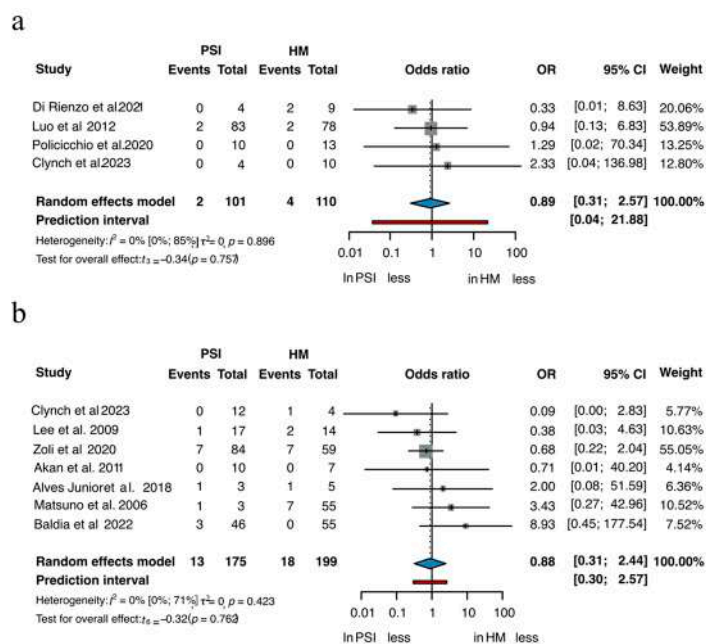 a
PSI HM
Study Events Total Events Total Odds ratio OR 95% CI Weight
Di Rienzo et al2021 0 4 2 9 0.33 [0.01; 8.63] 20.06%
Luo et al 2012 2 83 2 78 0.94 [0.13; 6.83] 53.89%
Policicchio et al.2020 0 10 0 13 1.29 [0.02; 70.34] 13.25%
Clynch et al2023 0 4 0 10 2.33 [0.04; 136.98] 12.80%
Random effects model 2 101 4 110 0.89 [0.31; 2.57] 100.00%
Prediction interval [0.04; 21.88]
Heterogeneity: I² = 0% [0%; 85%] τ²= 0, p = 0.896
Test for overall effect: t₃ = −0.34 (p = 0.757)
0.01 0.1 1 10 100
In PSI less in HM less
b
PSI HM
Study Events Total Events Total Odds ratio OR 95% CI Weight
Clynch et al 2023 0 12 1 4 0.09 [0.00; 2.83] 5.77%
Lee et al. 2009 1 17 2 14 0.38 [0.03; 4.63] 10.63%
Zoli et al 2020 7 84 7 59 0.68 [0.22; 2.04] 55.05%
Akan et al. 2011 0 10 0 7 0.71 [0.01; 40.20] 4.14%
Alves Junioret al. 2018 1 3 1 5 2.00 [0.08; 51.59] 6.36%
Matsuno et al. 2006 1 3 7 55 3.43 [0.27; 42.96] 10.52%
Baldia et al 2022 3 46 0 55 8.93 [0.45; 177.54] 7.52%
Random effects model 13 175 18 199 0.88 [0.31; 2.44] 100.00%
Prediction interval [0.30; 2.57]
Heterogeneity: I² = 0% [0%; 71%] τ²= 0, p = 0.423
Test for overall effect: t₆ = −0.32 (p = 0.762)
0.01 0.1 1 10 100
In PSI less in HM less